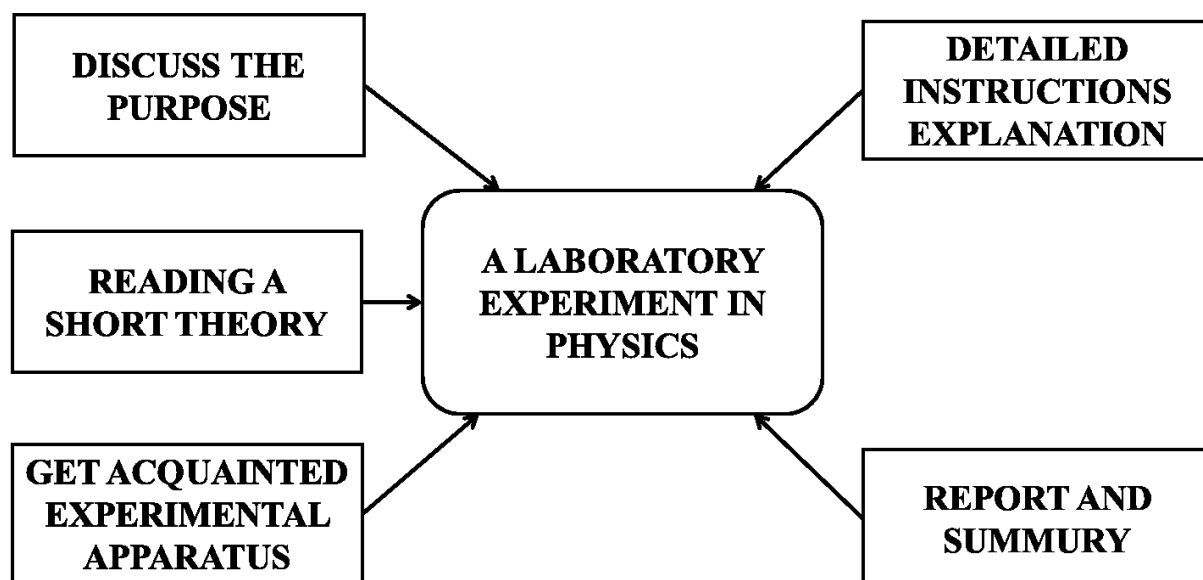 DISCUSS THE
PURPOSE
DETAILED
INSTRUCTIONS
EXPLANATION
READING A
SHORT THEORY
A LABORATORY
EXPERIMENT IN
PHYSICS
GET ACQUAINTED
EXPERIMENTAL
APPARATUS
REPORT AND
SUMMURY